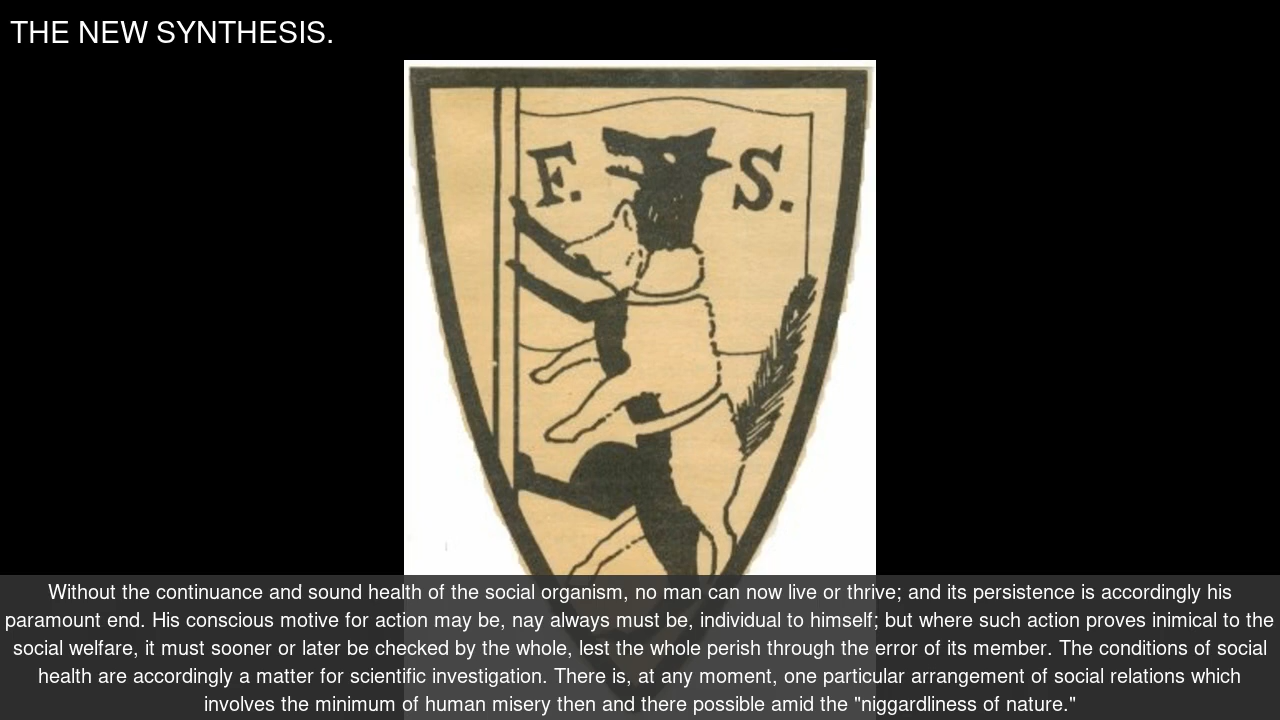 THE NEW SYNTHESIS.
F. S.
Without the continuance and sound health of the social organism, no man can now live or thrive; and its persistence is accordingly his
paramount end. His conscious motive for action may be, nay always must be, individual to himself; but where such action proves inimical to the
social welfare, it must sooner or later be checked by the whole, lest the whole perish through the error of its member. The conditions of social
health are accordingly a matter for scientific investigation. There is, at any moment, one particular arrangement of social relations which
involves the minimum of human misery then and there possible amid the "niggardliness of nature."